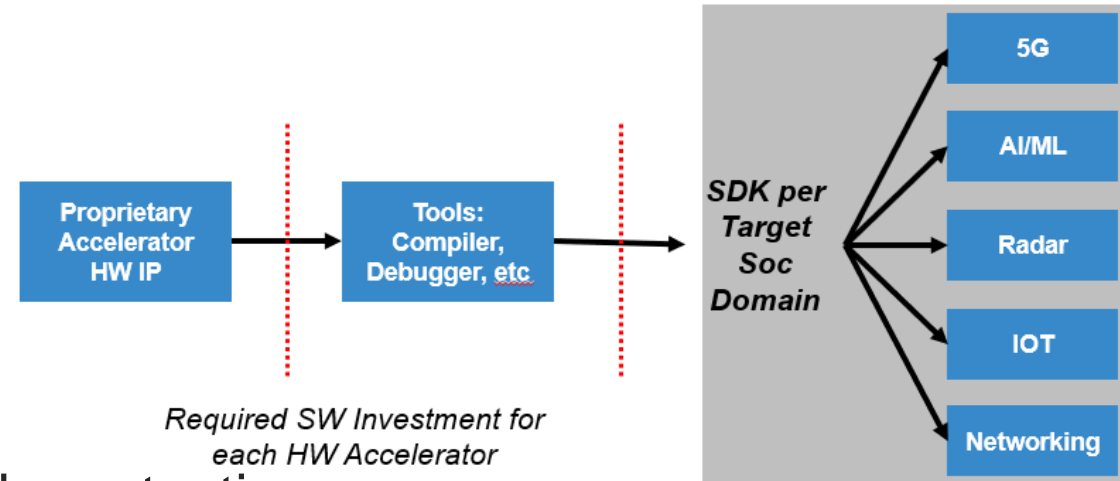 Proprietary
Accelerator
HW IP
Tools:
Compiler,
Debugger, etc
Required SW Investment for
each HW Accelerator
SDK per
Target
Soc
Domain
5G
AI/ML
Radar
IOT
Networking